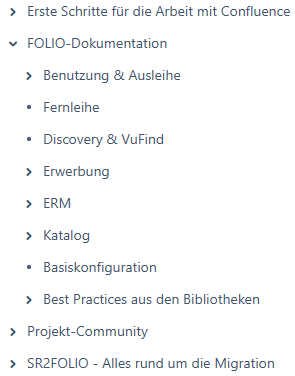 Erste Schritte für die Arbeit mit Confluence
FOLIO-Dokumentation
Benutzung & Ausleihe
Fernleihe
Discovery & VuFind
Erwerbung
ERM
Katalog
Basiskonfiguration
Best Practices aus den Bibliotheken
Projekt-Community
SR2FOLIO - Alles rund um die Migration